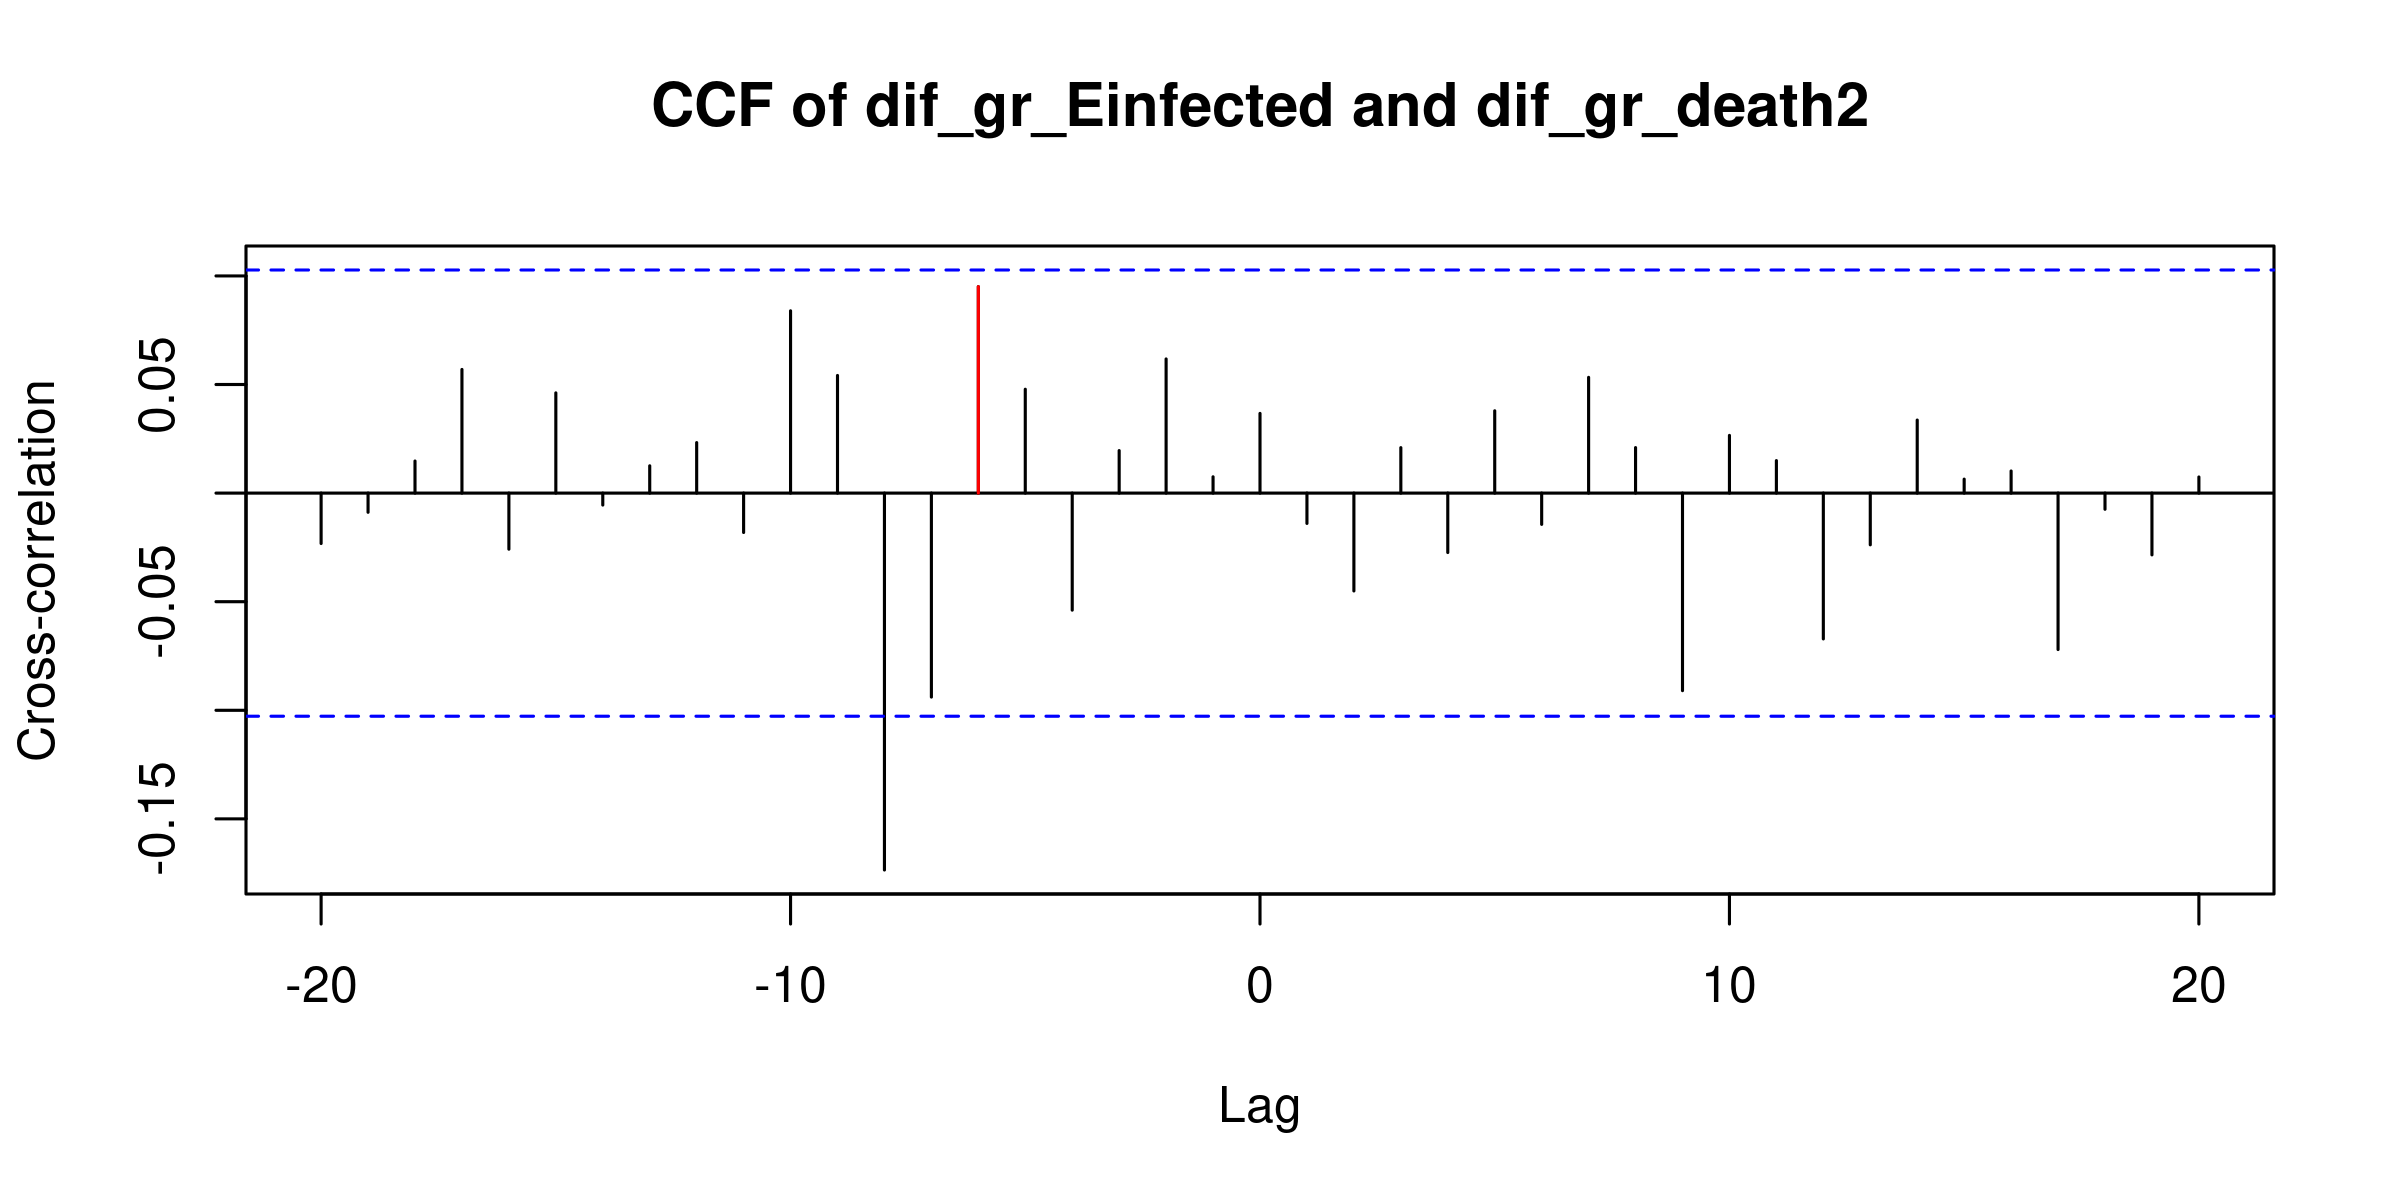 CCF of dif_gr_Einfected and dif_gr_death2
Cross-correlation
0.05
-0.05
-0.15
-20 -10 0 10 20
Lag